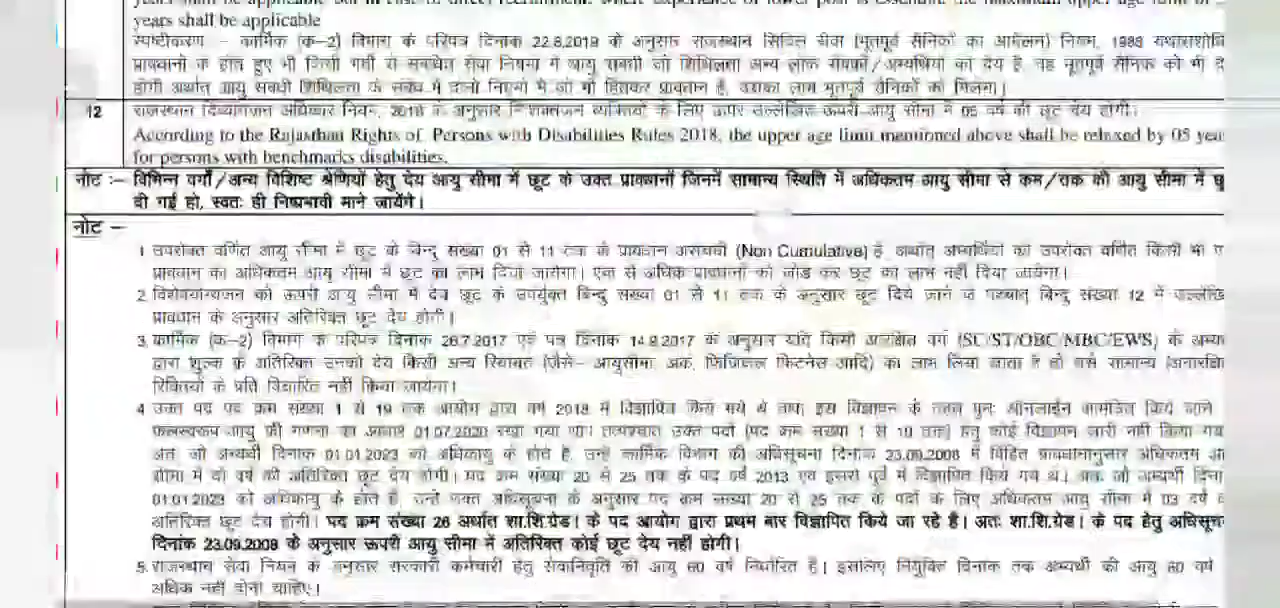 years shall be applicable
स्पष्टीकरण – कार्मिक (क–2) विभाग के परिपत्र दिनांक 22.8.2019 के अनुसार राजस्थान सिविल सेवा (भूतपूर्व सैनिकों का आमेलन) नियम, 1988
प्रावधानों के होते हुए भी किसी सेवा नियमों में आयु संबंधी जो शिथिलता अन्य लोक सेवकों/अभ्यर्थियों को देय है, वह भूतपूर्व सैनिक को भी
होगी अर्थात् आयु संबंधी शिथिलता के संबंध में दोनों नियमों में जो भी हितकर प्रावधान है, उसका लाभ भूतपूर्व सैनिकों को मिलेगा।
12 राजस्थान दिव्यांगजन अधिकार नियम, 2018 के अनुसार के लिए ऊपर उल्लेखित ऊपरी आयु सीमा में 05 वर्ष की छूट देय होगी।
According to the Rajasthan Rights of Persons with Disabilities Rules 2018, the upper age limit mentioned above shall be relaxed by 05
for persons with benchmarks disabilities.
नोट :– विभिन्न वर्गों/अन्य विशिष्ट श्रेणियों हेतु देय आयु सीमा में छूट के उक्त प्रावधानों जिनमें सामान्य स्थिति में अधिकतम आयु सीमा से कम/तक की आयु सीमा में
दी गई हो, स्वतः ही निष्प्रभावी माने जायेंगे।
नोट –
1 उपरोक्त वर्णित आयु सीमा में छूट के बिन्दु संख्या 01 से 11 तक के प्रावधान असंचयी (Non Cumulative) है, अर्थात् अभ्यर्थियों को उपरोक्त वर्णित किसी भी
प्रावधान का अधिकतम आयु सीमा में छूट का लाभ दिया जायेगा। एक से अधिक प्रावधानों को जोड़ कर छूट का लाभ नहीं दिया जायेगा।
2 विशेषयोग्यजन को ऊपरी आयु सीमा में देय छूट के उपर्युक्त बिन्दु संख्या 01 से 11 तक के अनुसार छूट दिये जाने के पश्चात् बिन्दु संख्या 12 में
प्रावधान के अनुसार अतिरिक्त छूट देय होगी।
3. कार्मिक (क–2) विभाग के परिपत्र दिनांक 26.7.2017 एवं पत्र दिनांक 14.9.2017 के अनुसार यदि किसी आरक्षित वर्ग (SC/ST/OBC/MBC/EWS) के
द्वारा शुल्क के अतिरिक्त उनको देय किसी अन्य रियायत (जैसे– आयुसीमा, अंक, फिजिकल फिटनेस आदि) का लाभ लिया जाता है तो उसे सामान्य
रिक्तियों के प्रति विचारित नहीं किया जायेगा।
4 उक्त पद पद क्रम संख्या 1 से 19 तक आयोग द्वारा वर्ष 2018 में विज्ञापित किये गये थे तथा इस विज्ञापन के तहत पुनः ऑनलाईन आमंत्रित किये जाने
फलस्वरूप आयु की गणना का आधार 01.07.2020 रखा गया था। तत्पश्चात उक्त पदों (पद क्रम संख्या 1 से 19 तक) हेतु कोई विज्ञापन जारी नहीं किया
अतः जो अभ्यर्थी दिनांक 01.01.2023 को अधिकायु के होते है, उन्हें कार्मिक विभाग की अधिसूचना दिनांक 23.09.2008 में विहित प्रावधानानुसार अधिकतम
सीमा में दो वर्ष की अतिरिक्त छूट देय होगी। पद क्रम संख्या 20 से 25 तक के पद वर्ष 2013 एवं इससे पूर्व में विज्ञापित किये गये थे। अतः जो अभ्यर्थी
01.01.2023 को अधिकायु के होते हैं, उन्हें उक्त अधिसूचना के अनुसार पद क्रम संख्या 20 से 25 तक के पदों के लिए अधिकतम आयु सीमा में 03 वर्ष
अतिरिक्त छूट देय होगी। पद क्रम संख्या 26 अर्थात शा.शि.ग्रेड। के पद आयोग द्वारा प्रथम बार विज्ञापित किये जा रहे है। अतः शा.शि.ग्रेड। के पद हेतु
दिनांक 23.09.2008 के अनुसार ऊपरी आयु सीमा में अतिरिक्त कोई छूट देय नहीं होगी।
5. राजस्थान सेवा नियम के अनुसार सरकारी कर्मचारी हेतु सेवानिवृति की आयु 60 वर्ष निर्धारित है। इसलिए नियुक्ति दिनांक तक अभ्यर्थी की आयु 60 वर्ष
अधिक नहीं होना चाहिए।